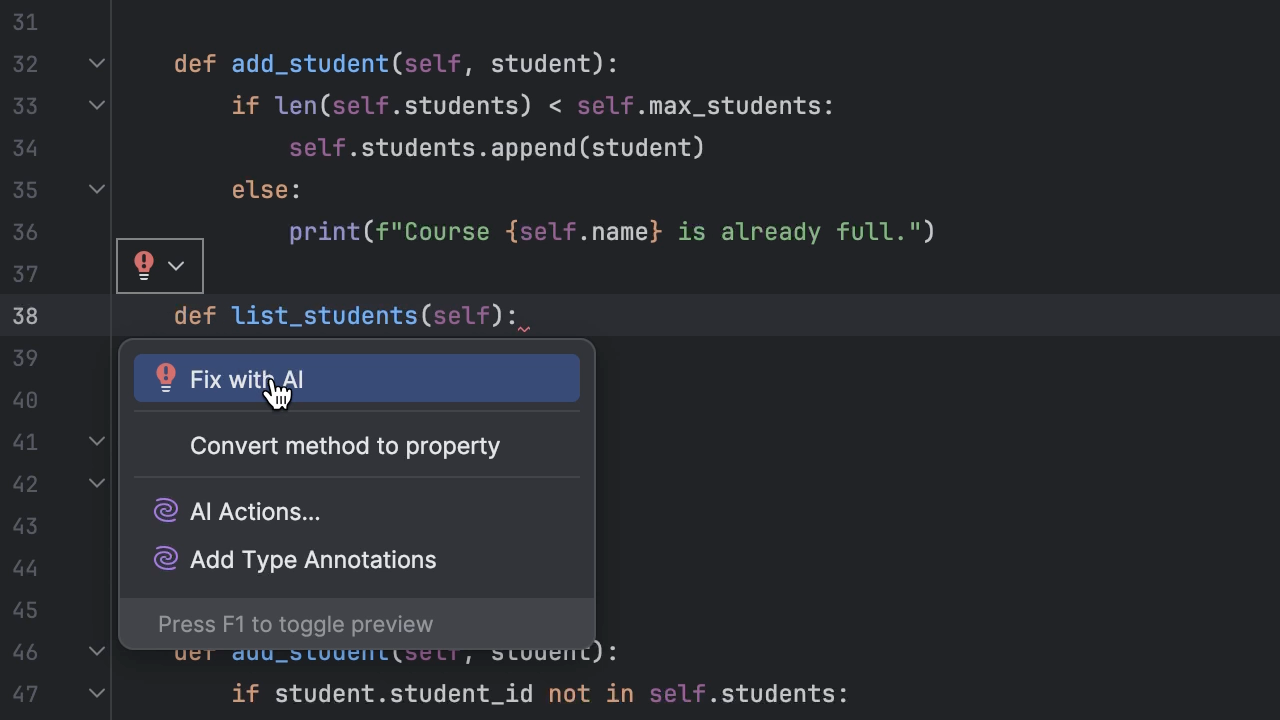 31
32 def add_student(self, student):
33 if len(self.students) < self.max_students:
34 self.students.append(student)
35 else:
36 print(f"Course {self.name} is already full.")
37
38 def list_students(self):
39
Fix with AI
40
41
Convert method to property
42
43
AI Actions...
44
Add Type Annotations
45
Press F1 to toggle preview
46 def add_student(self, student):
47 if student.student_id not in self.students: